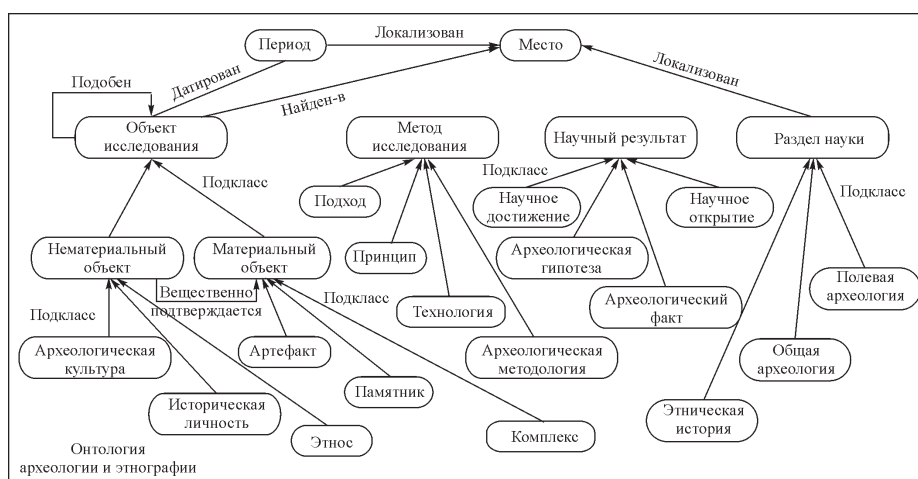 Период
Локализован
Место
Подобен
Датирован
Найден-в
Локализован
Объект
исследования
Метод
исследования
Научный результат
Раздел науки
Подкласс
Подкласс
Подкласс
Подход
Научное
достижение
Научное
открытие
Нематериальный
объект
Материальный
объект
Принцип
Археологическая
гипотеза
Полевая
археология
Вещественно
подтверждается
Подкласс
Подкласс
Технология
Археологический
факт
Археологическая
культура
Артефакт
Археологическая
методология
Общая
археология
Памятник
Историческая
личность
Этнос
Комплекс
Этническая
история
Онтология
археологии и этнографии